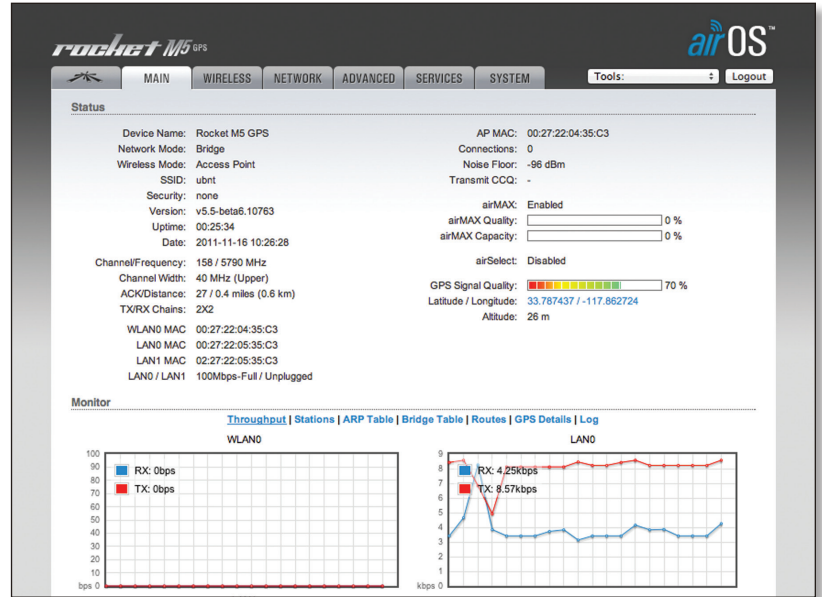 rocket M5 GPS
airOS™
MAIN WIRELESS NETWORK ADVANCED SERVICES SYSTEM Tools: Logout
Status
Device Name: Rocket M5 GPS
Network Mode: Bridge
Wireless Mode: Access Point
SSID: ubnt
Security: none
Version: v5.5-beta6.10763
Uptime: 00:25:34
Date: 2011-11-16 10:26:28
Channel/Frequency: 158 / 5790 MHz
Channel Width: 40 MHz (Upper)
ACK/Distance: 27 / 0.4 miles (0.6 km)
TX/RX Chains: 2X2
WLAN0 MAC 00:27:22:04:35:C3
LAN0 MAC 00:27:22:05:35:C3
LAN1 MAC 02:27:22:05:35:C3
LAN0 / LAN1 100Mbps-Full / Unplugged
AP MAC: 00:27:22:04:35:C3
Connections: 0
Noise Floor: -96 dBm
Transmit CCQ: -
airMAX: Enabled
airMAX Quality: 0 %
airMAX Capacity: 0 %
airSelect: Disabled
GPS Signal Quality: 70 %
Latitude / Longitude: 33.787437 / -117.862724
Altitude: 26 m
Monitor
Throughput | Stations | ARP Table | Bridge Table | Routes | GPS Details | Log
WLAN0
100
90
80
70
60
50
40
30
20
10
bps 0
RX: 0bps
TX: 0bps
LAN0
9
8
7
6
5
4
3
2
1
kbps 0
RX: 4.25kbps
TX: 8.57kbps